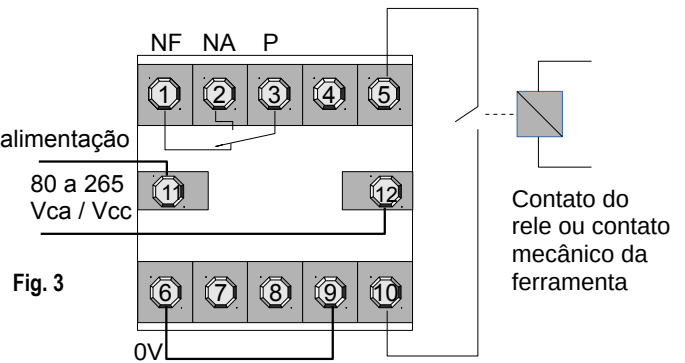 NF NA P
1 2 3 4 5
alimentação
11 12
80 a 265
Vca / Vcc
Contato do
rele ou contato
mecânico da
ferramenta
Fig. 3
6 7 8 9 10
0V